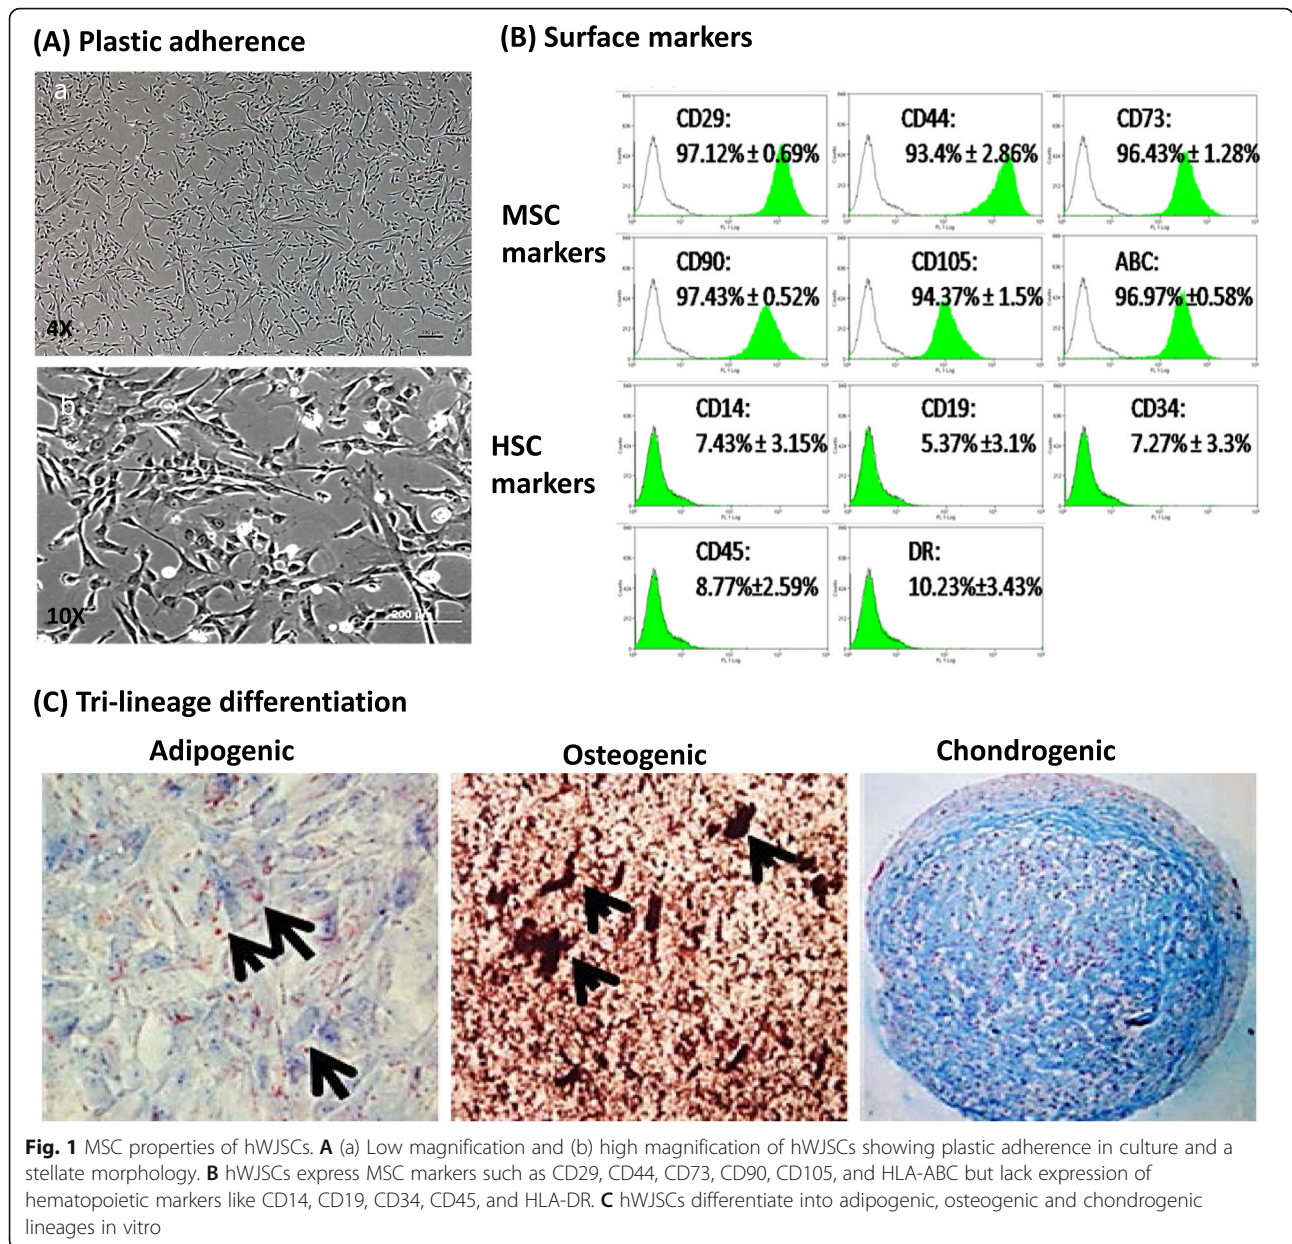 (A) Plastic adherence
a
4X
b
10X
200 µm
(B) Surface markers
MSC
markers
CD29:
97.12% ± 0.69%
CD44:
93.4% ± 2.86%
CD73:
96.43% ± 1.28%
CD90:
97.43% ± 0.52%
CD105:
94.37% ± 1.5%
ABC:
96.97% ±0.58%
HSC
markers
CD14:
7.43% ± 3.15%
CD19:
5.37% ±3.1%
CD34:
7.27% ± 3.3%
CD45:
8.77%±2.59%
DR:
10.23%±3.43%
Counts
FL 1 Log
(C) Tri-lineage differentiation
Adipogenic
Osteogenic
Chondrogenic
Fig. 1 MSC properties of hWJSCs. A (a) Low magnification and (b) high magnification of hWJSCs showing plastic adherence in culture and a
stellate morphology. B hWJSCs express MSC markers such as CD29, CD44, CD73, CD90, CD105, and HLA-ABC but lack expression of
hematopoietic markers like CD14, CD19, CD34, CD45, and HLA-DR. C hWJSCs differentiate into adipogenic, osteogenic and chondrogenic
lineages in vitro